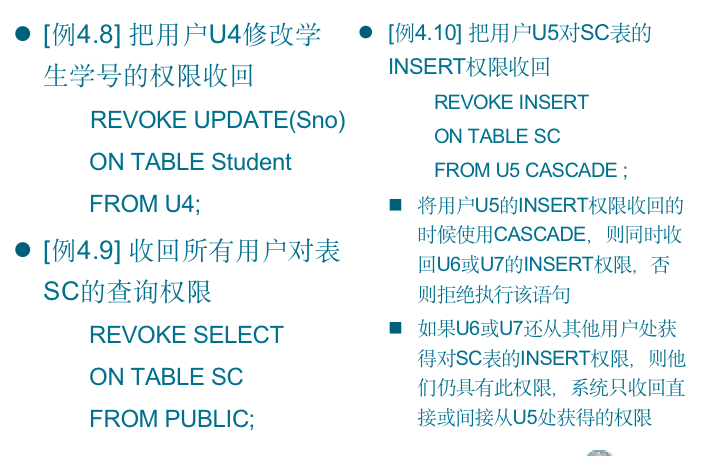 ● [例4.8] 把用户U4修改学
生学号的权限收回
REVOKE UPDATE(Sno)
ON TABLE Student
FROM U4;
● [例4.9] 收回所有用户对表
SC的查询权限
REVOKE SELECT
ON TABLE SC
FROM PUBLIC;
● [例4.10] 把用户U5对SC表的
INSERT权限收回
REVOKE INSERT
ON TABLE SC
FROM U5 CASCADE ;
■ 将用户U5的INSERT权限收回的
时候使用CASCADE，则同时收
回U6或U7的INSERT权限，否
则拒绝执行该语句
■ 如果U6或U7还从其他用户处获
得对SC表的INSERT权限，则他
们仍具有此权限，系统只收回直
接或间接从U5处获得的权限